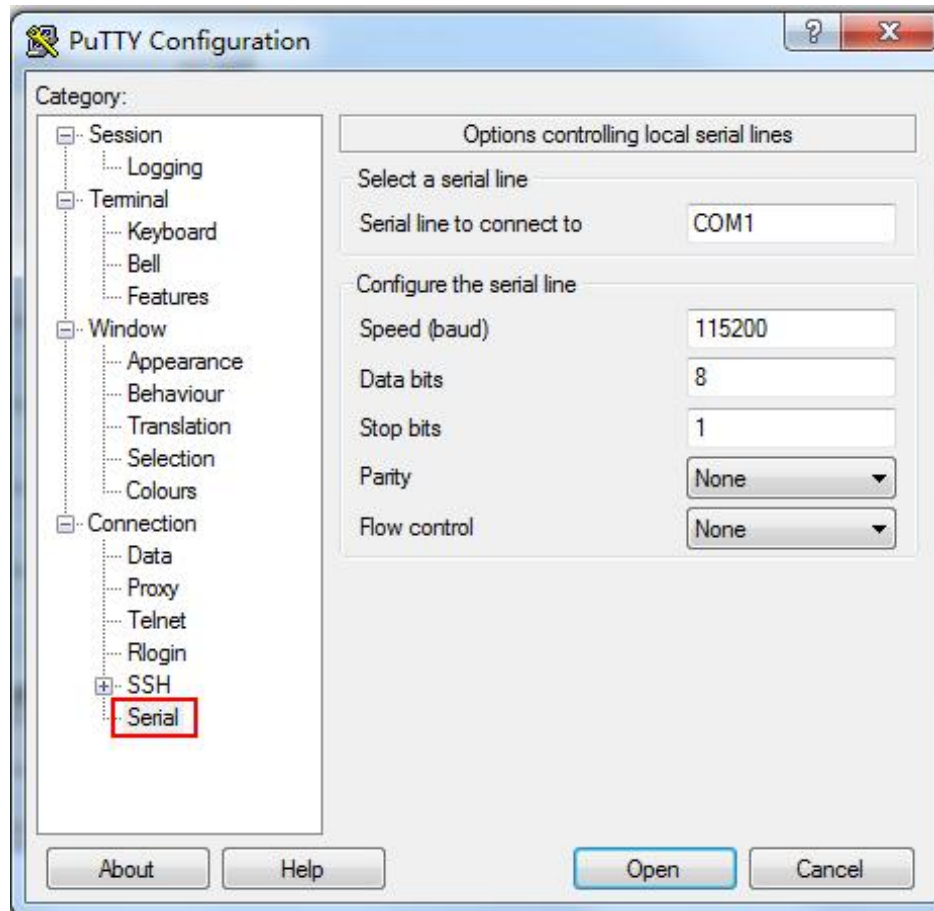 PuTTY Configuration
Category:
Session
Logging
Terminal
Keyboard
Bell
Features
Window
Appearance
Behaviour
Translation
Selection
Colours
Connection
Data
Proxy
Telnet
Rlogin
SSH
Serial
Options controlling local serial lines
Select a serial line
Serial line to connect to COM1
Configure the serial line
Speed (baud) 115200
Data bits 8
Stop bits 1
Parity None
Flow control None
About Help Open Cancel